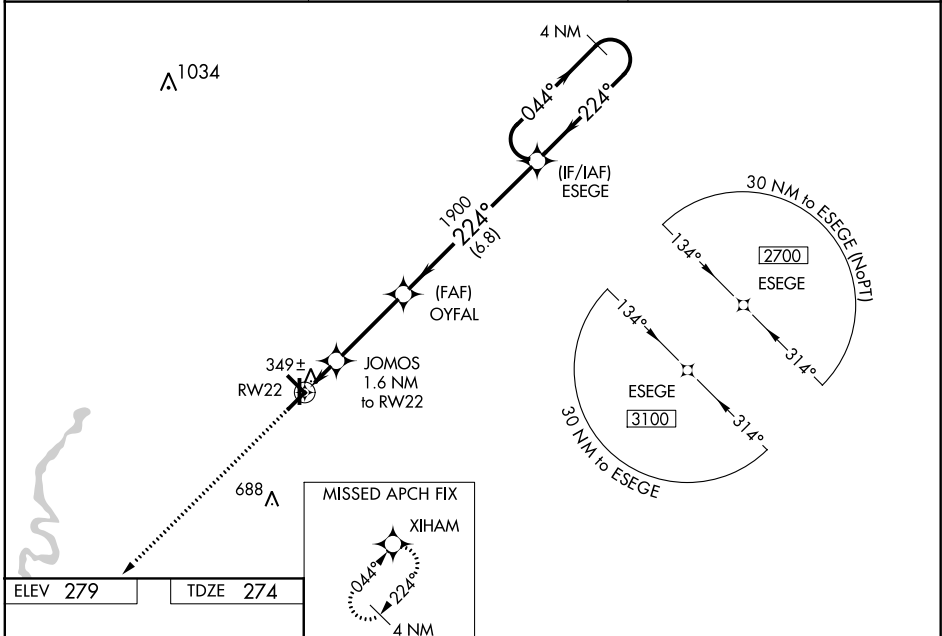 4 NM
1034
044°
224°
(IF/IAF)
ESEGE
1900
224°
(6.8)
30 NM to ESEGE (NoPT)
134°
2700
ESEGE
314°
(FAF)
OYFAL
134°
ESEGE
3100
314°
30 NM to ESEGE
349±
JOMOS
1.6 NM
to RW22
RW22
688
MISSED APCH FIX
XIHAM
044°
224°
4 NM
ELEV 279
TDZE 274